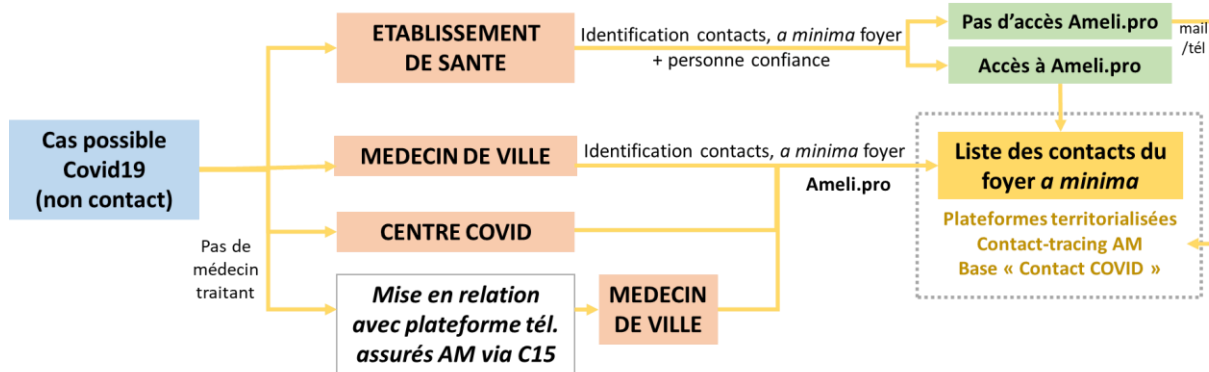 Cas possible
Covid19
(non contact)
Pas de
médecin
traitant
ETABLISSEMENT
DE SANTE
MEDECIN DE VILLE
CENTRE COVID
Mise en relation
avec plateforme tél.
assurés AM via C15
MEDECIN
DE VILLE
Identification contacts, a minima foyer
+ personne confiance
Identification contacts, a minima foyer
Ameli.pro
Pas d’accès Ameli.pro
Accès à Ameli.pro
mail
/tél
Liste des contacts du
foyer a minima
Plateformes territorialisées
Contact-tracing AM
Base « Contact COVID »